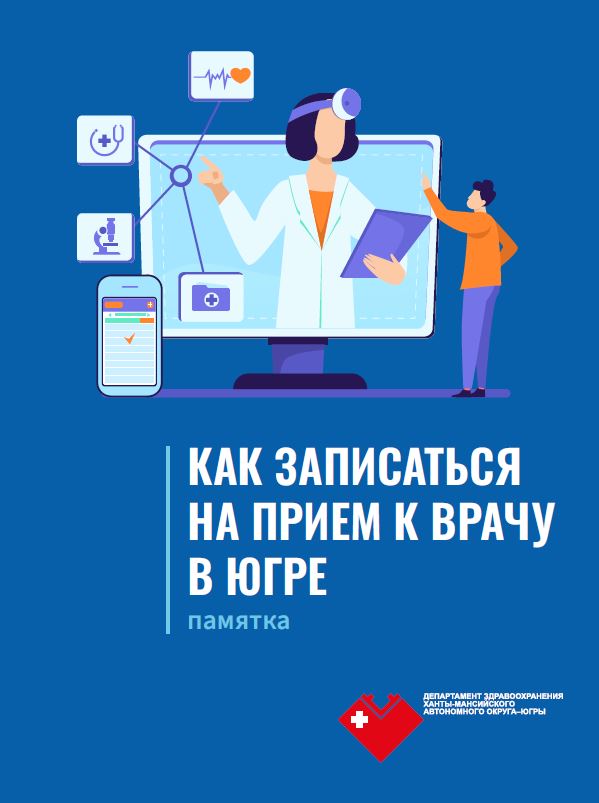 КАК ЗАПИСАТЬСЯ
НА ПРИЕМ К ВРАЧУ
В ЮГРЕ
памятка
ДЕПАРТАМЕНТ ЗДРАВООХРАНЕНИЯ
ХАНТЫ-МАНСИЙСКОГО
АВТОНОМНОГО ОКРУГА–ЮГРЫ